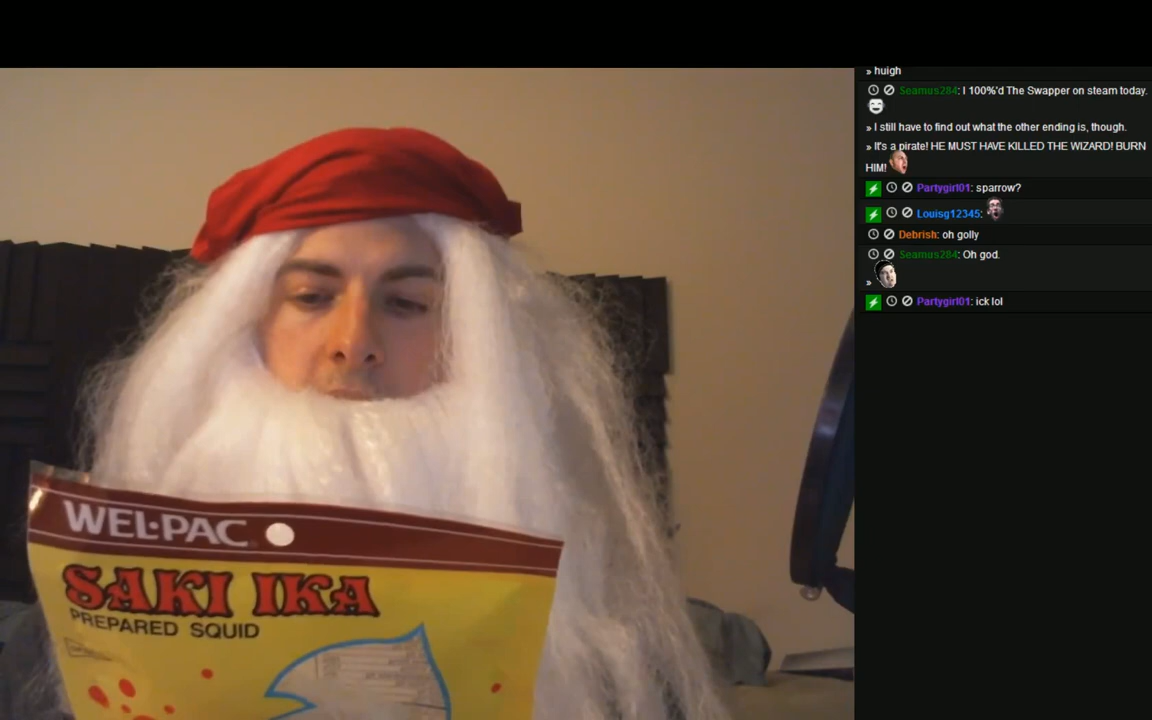 WEL-PAC
SAKI IKA
PREPARED SQUID
» huigh
Seamus284: I 100%'d The Swapper on steam today.
» I still have to find out what the other ending is, though.
» It's a pirate! HE MUST HAVE KILLED THE WIZARD! BURN
HIM!
Partygirl01: sparrow?
Louisg12345:
Debrish: oh golly
Seamus284: Oh god.
»
Partygirl01: ick lol